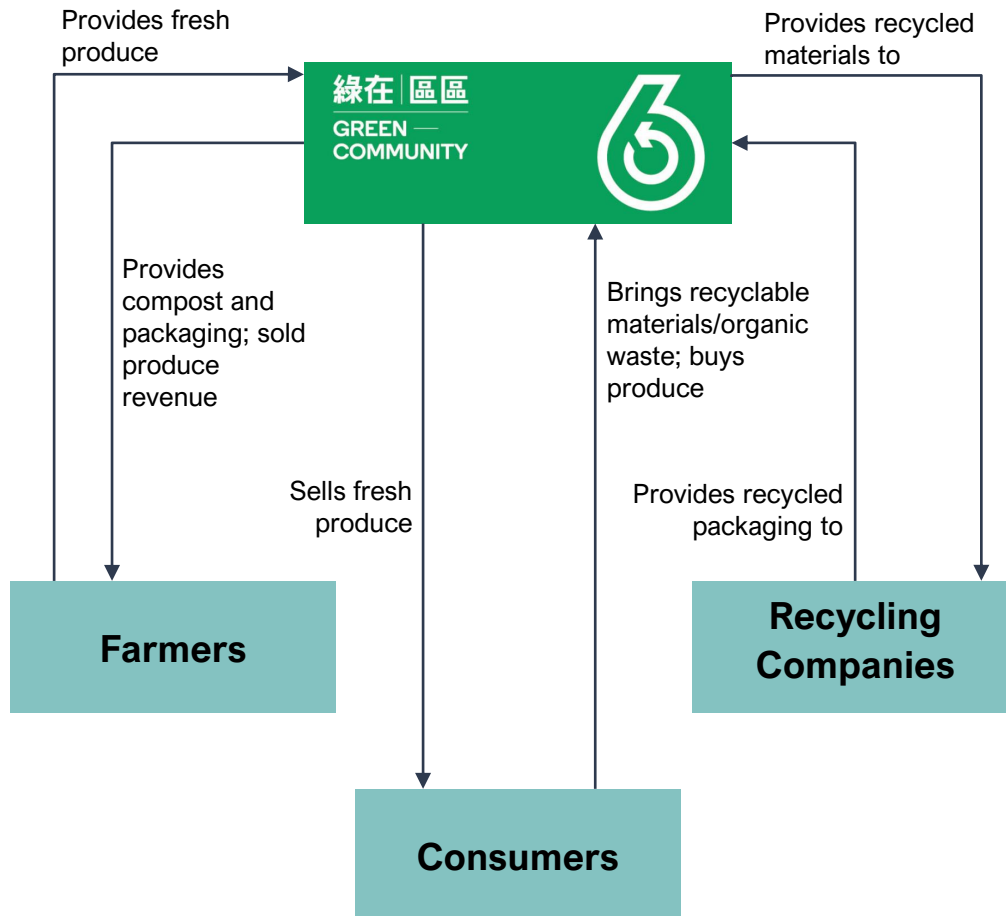 Provides fresh
produce
Provides recycled
materials to
綠在區區
GREEN —
COMMUNITY
Provides
compost and
packaging; sold
produce
revenue
Brings recyclable
materials/organic
waste; buys
produce
Sells fresh
produce
Provides recycled
packaging to
Farmers
Recycling
Companies
Consumers